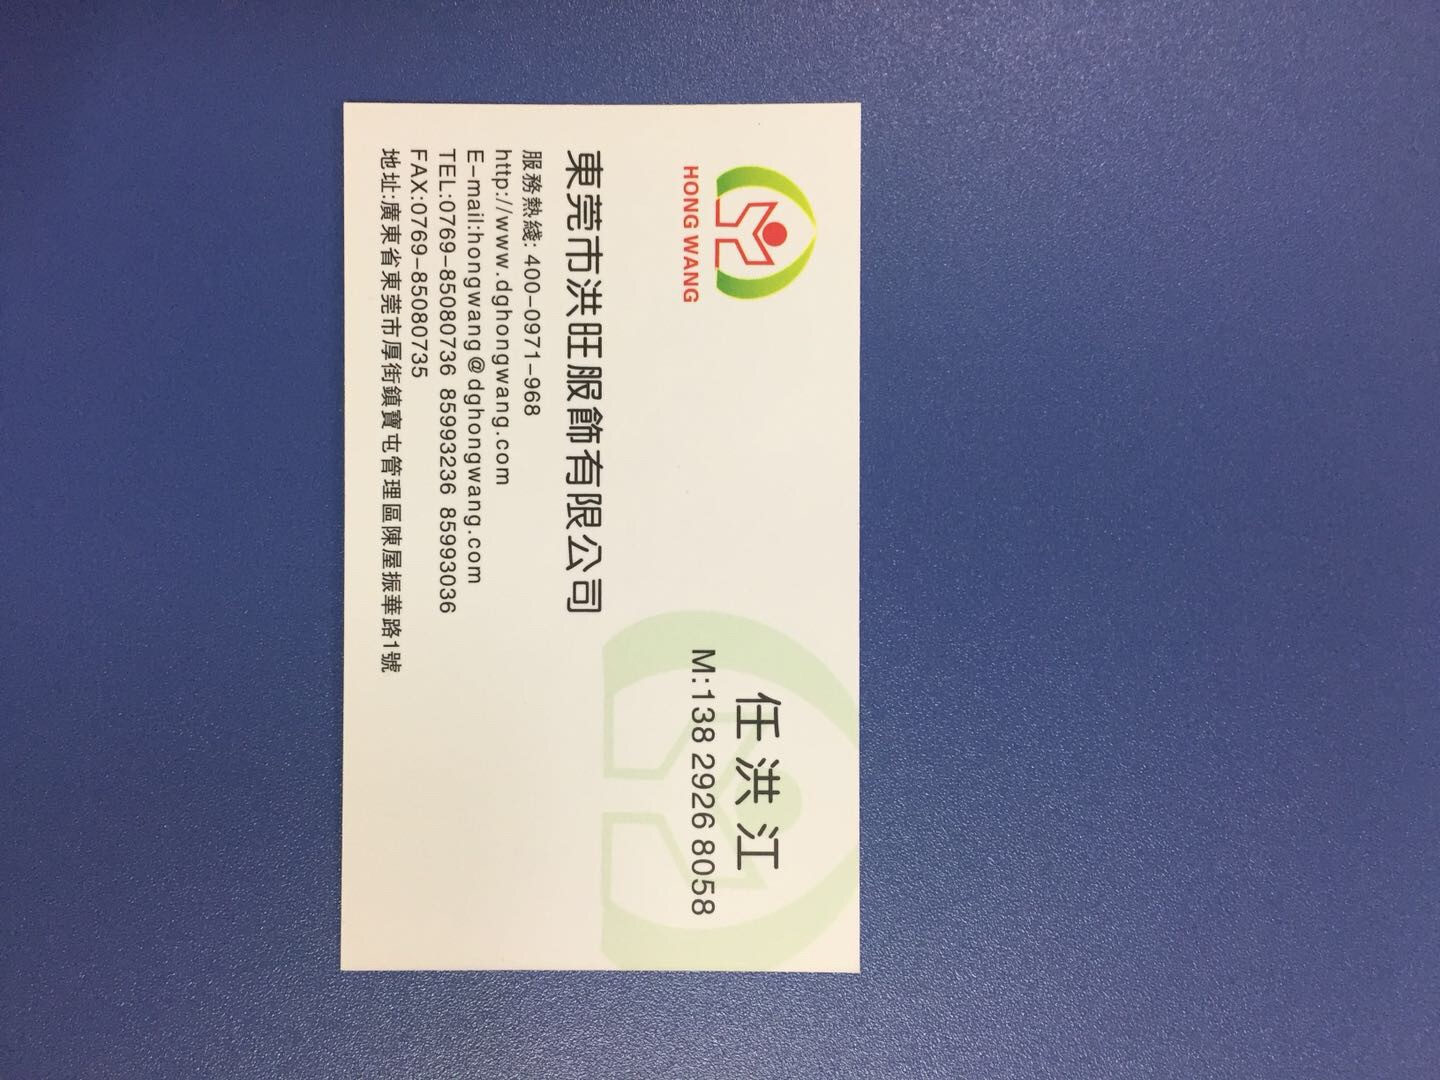 HONG WANG
任洪江
M:138 2926 8058
東莞市洪旺服飾有限公司
服務熱綫: 400-0971-968
http://www.dghongwang.com
E-mail:hongwang@dghongwang.com
TEL:0769-85080736 85993236 85993036
FAX:0769-85080735
地址:廣東省東莞市厚街鎮寶屯管理區陳屋振華路1號